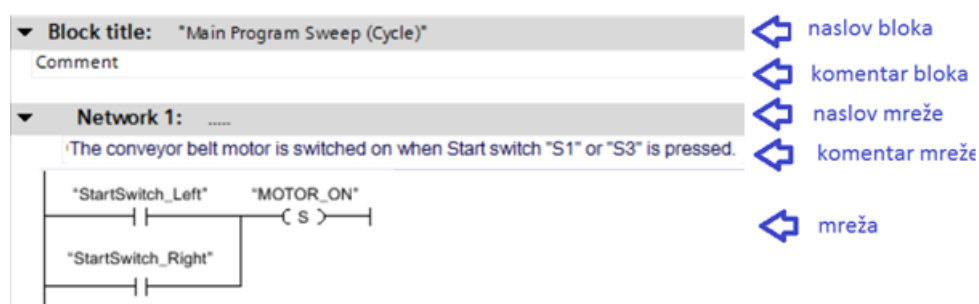 Block title: "Main Program Sweep (Cycle)"
naslov bloka
Comment
komentar bloka
Network 1: .....
naslov mreže
The conveyor belt motor is switched on when Start switch "S1" or "S3" is pressed.
komentar mreže
"StartSwitch_Left" "MOTOR_ON"
S
mreža
"StartSwitch_Right"